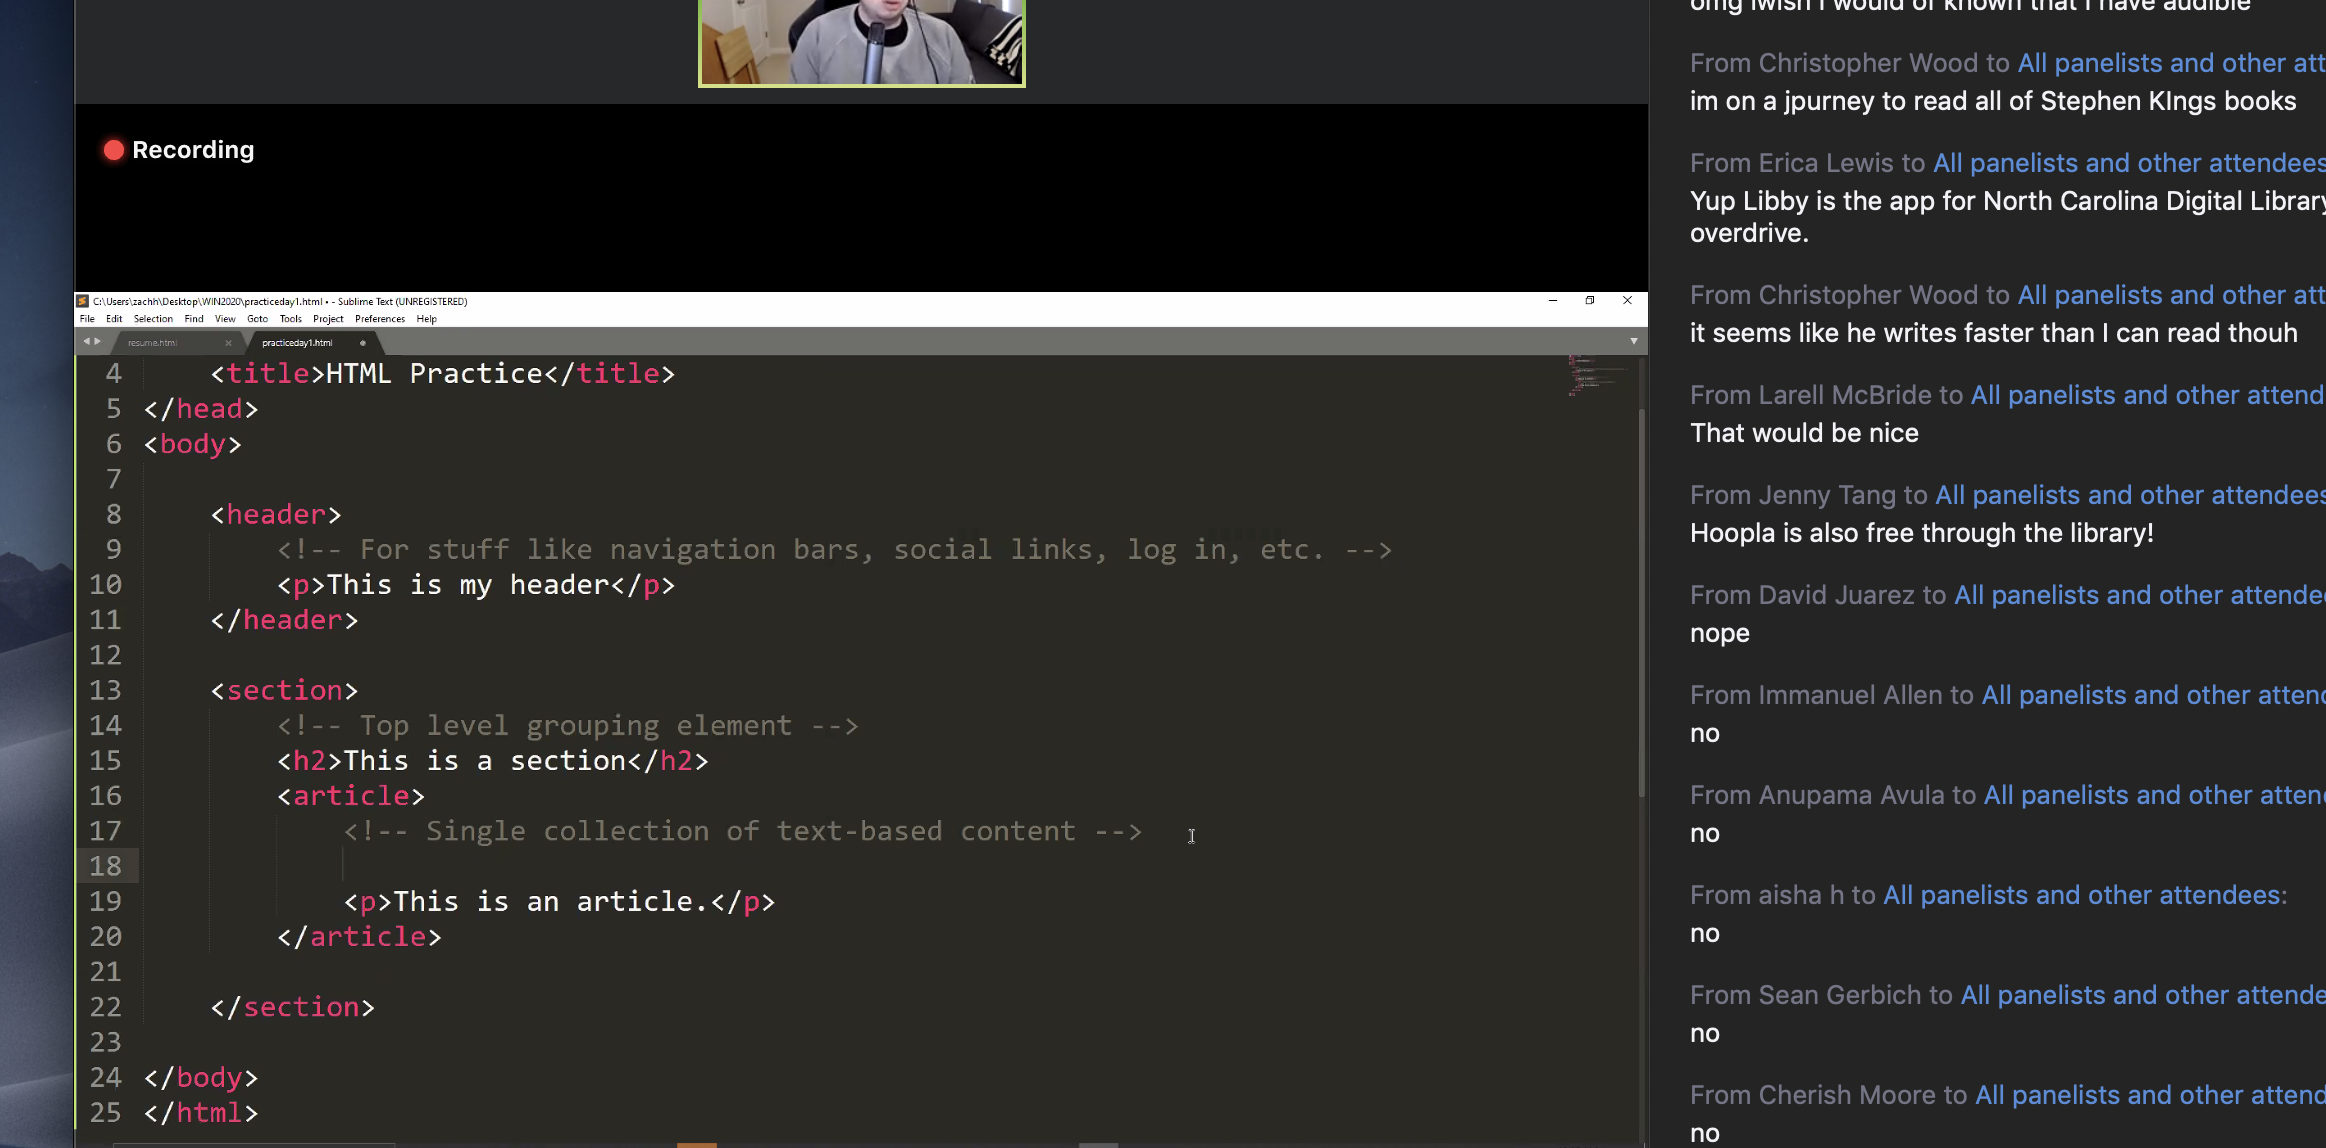 Recording
C:\Users\zachh\Desktop\WIN2020\practiceday1.html • - Sublime Text (UNREGISTERED)
File Edit Selection Find View Goto Tools Project Preferences Help
resume.html practiceday1.html
4 <title>HTML Practice</title>
5 </head>
6 <body>
7
8 <header>
9 <!-- For stuff like navigation bars, social links, log in, etc. -->
10 <p>This is my header</p>
11 </header>
12
13 <section>
14 <!-- Top level grouping element -->
15 <h2>This is a section</h2>
16 <article>
17 <!-- Single collection of text-based content -->
18
19 <p>This is an article.</p>
20 </article>
21
22 </section>
23
24 </body>
25 </html>
omg iwish I would of known that I have audible
From Christopher Wood to All panelists and other att
im on a jpurney to read all of Stephen KIngs books
From Erica Lewis to All panelists and other attendees
Yup Libby is the app for North Carolina Digital Library
overdrive.
From Christopher Wood to All panelists and other att
it seems like he writes faster than I can read thouh
From Larell McBride to All panelists and other attend
That would be nice
From Jenny Tang to All panelists and other attendees
Hoopla is also free through the library!
From David Juarez to All panelists and other attende
nope
From Immanuel Allen to All panelists and other atten
no
From Anupama Avula to All panelists and other atten
no
From aisha h to All panelists and other attendees:
no
From Sean Gerbich to All panelists and other attende
no
From Cherish Moore to All panelists and other attend
no